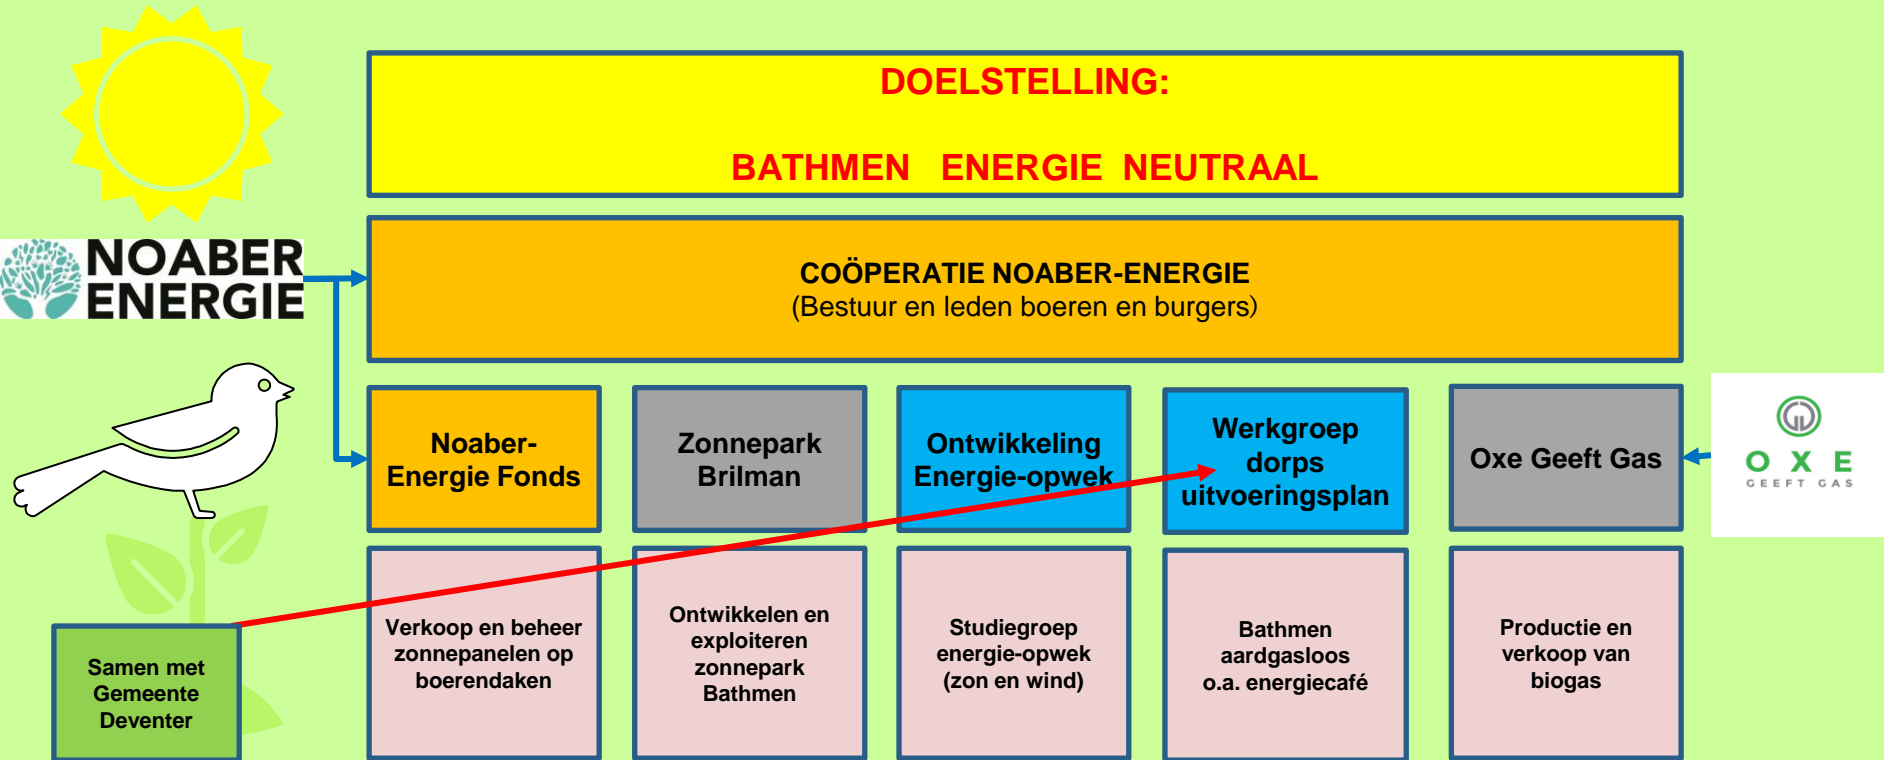 DOELSTELLING:
BATHMEN ENERGIE NEUTRAAL
NOABER
ENERGIE
COÖPERATIE NOABER-ENERGIE
(Bestuur en leden boeren en burgers)
Noaber-
Energie Fonds
Zonnepark
Brilman
Ontwikkeling
Energie-opwek
Werkgroep
dorps
uitvoeringsplan
Oxe Geeft Gas
OXE
GEEFT GAS
Verkoop en beheer
zonnepanelen op
boerendaken
Ontwikkelen en
exploiteren
zonnepark
Bathmen
Studiegroep
energie-opwek
(zon en wind)
Bathmen
aardgasloos
o.a. energiecafé
Productie en
verkoop van
biogas
Samen met
Gemeente
Deventer